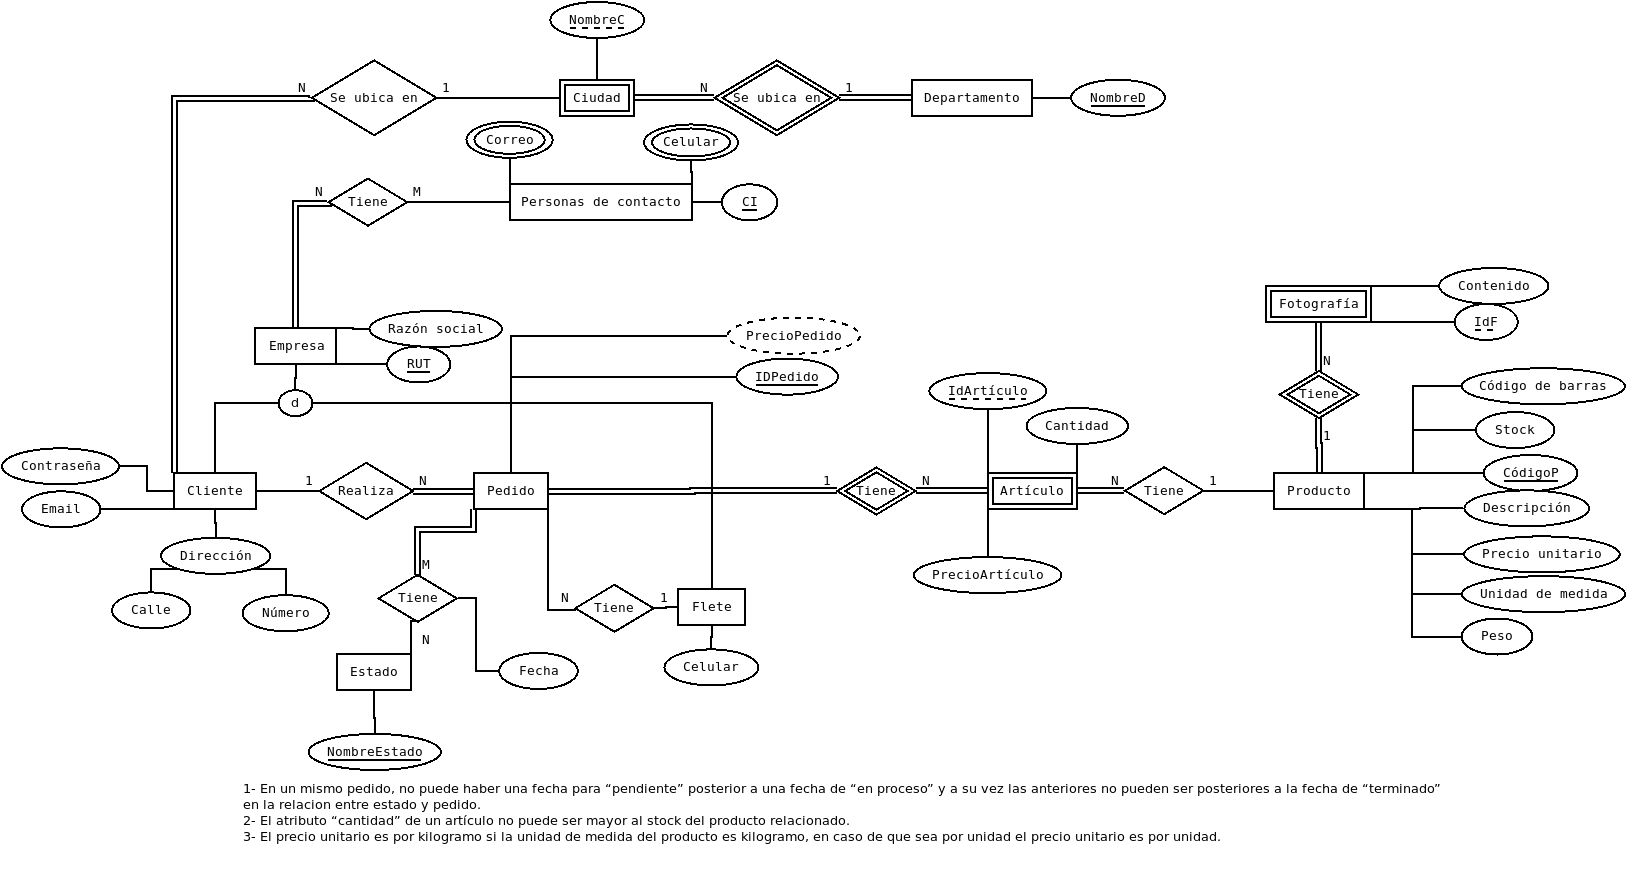 NombreC
N
Se ubica en
1
Ciudad
N
Se ubica en
1
Departamento
NombreD
Correo
Celular
N
Tiene
M
Personas de contacto
CI
Contenido
Fotografía
IdF
Razón social
Empresa
RUT
PrecioPedido
IDPedido
N
Tiene
1
d
IdArtículo
Cantidad
Código de barras
Stock
Contraseña
Email
Cliente
1
Realiza
N
Pedido
1
Tiene
N
Artículo
N
Tiene
1
Producto
CódigoP
Descripción
Precio unitario
Unidad de medida
Peso
Dirección
Calle
Número
M
Tiene
N
N
Tiene
1
Flete
PrecioArtículo
Estado
Fecha
Celular
NombreEstado
1- En un mismo pedido, no puede haber una fecha para “pendiente” posterior a una fecha de “en proceso” y a su vez las anteriores no pueden ser posteriores a la fecha de “terminado”
en la relacion entre estado y pedido.
2- El atributo “cantidad” de un artículo no puede ser mayor al stock del producto relacionado.
3- El precio unitario es por kilogramo si la unidad de medida del producto es kilogramo, en caso de que sea por unidad el precio unitario es por unidad.